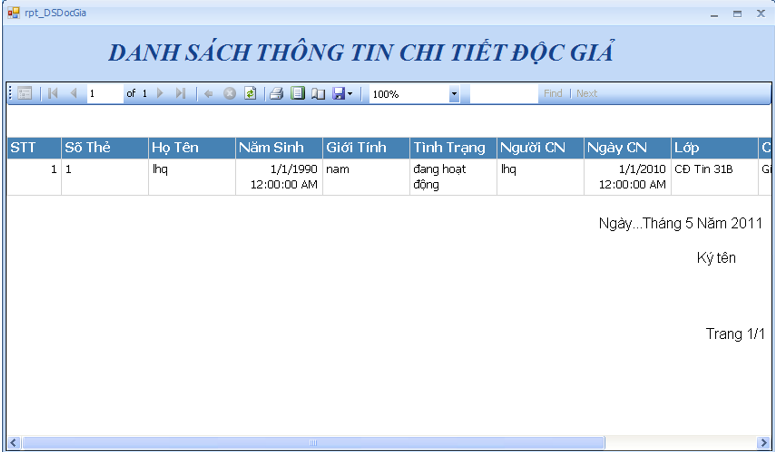 rpt_DSDocGia
DANH SÁCH THÔNG TIN CHI TIẾT ĐỘC GIẢ
1 of 1 100% Find | Next
STT Số Thẻ Họ Tên Năm Sinh Giới Tính Tình Trạng Người CN Ngày CN Lớp C
1 1 lhq 1/1/1990 nam đang hoạt lhq 1/1/2010 CĐ Tin 31B Gi
12:00:00 AM động 12:00:00 AM
Ngày...Tháng 5 Năm 2011
Ký tên
Trang 1/1